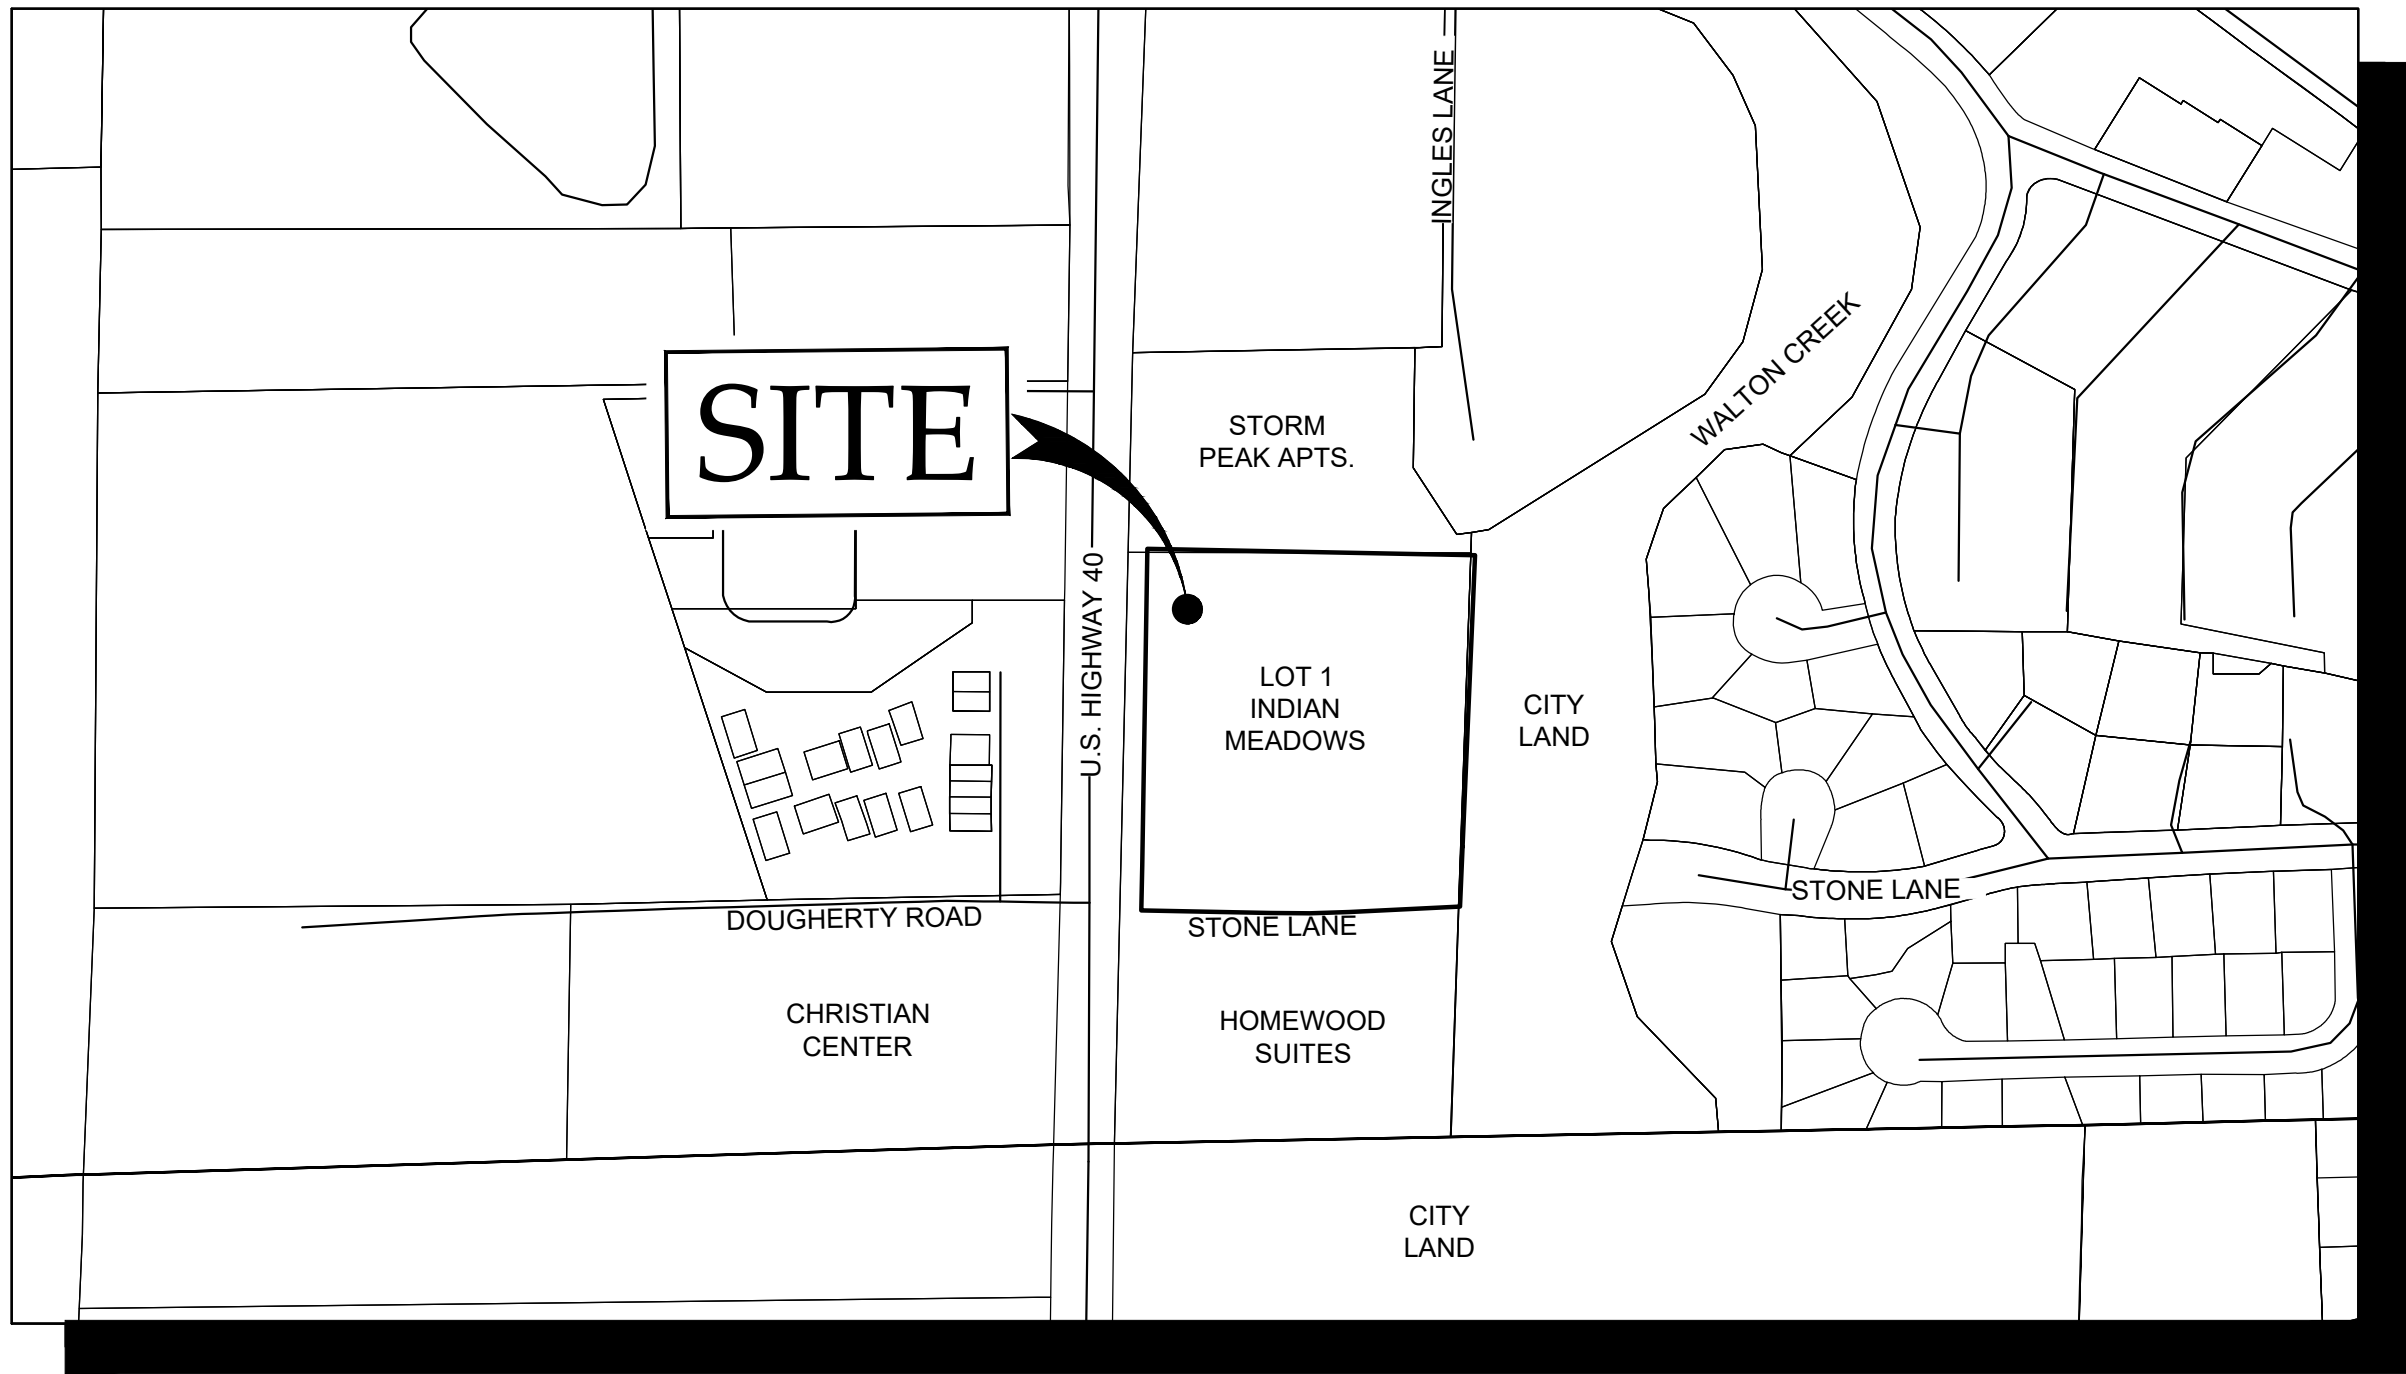 INGLES LANE
WALTON CREEK
SITE
STORM
PEAK APTS.
U.S. HIGHWAY 40
LOT 1
INDIAN
MEADOWS
CITY
LAND
STONE LANE
DOUGHERTY ROAD
STONE LANE
CHRISTIAN
CENTER
HOMEWOOD
SUITES
CITY
LAND